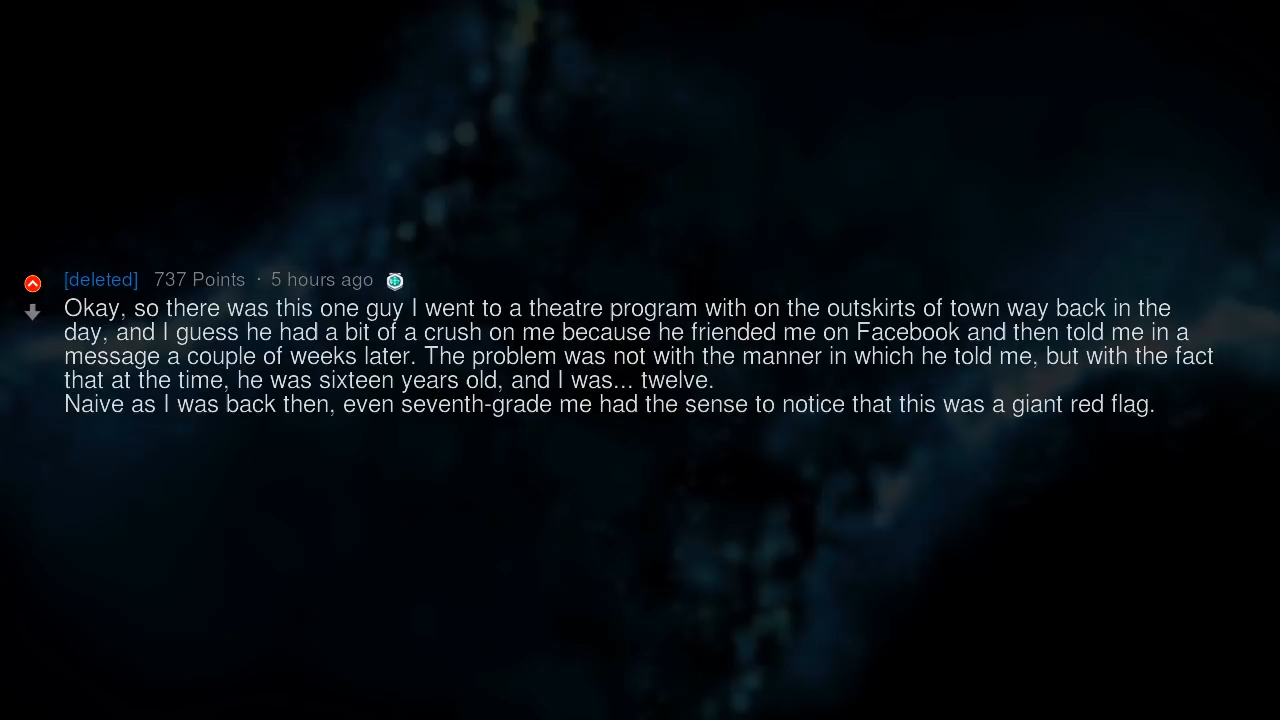 [deleted] 737 Points · 5 hours ago
Okay, so there was this one guy I went to a theatre program with on the outskirts of town way back in the
day, and I guess he had a bit of a crush on me because he friended me on Facebook and then told me in a
message a couple of weeks later. The problem was not with the manner in which he told me, but with the fact
that at the time, he was sixteen years old, and I was... twelve.
Naive as I was back then, even seventh-grade me had the sense to notice that this was a giant red flag.